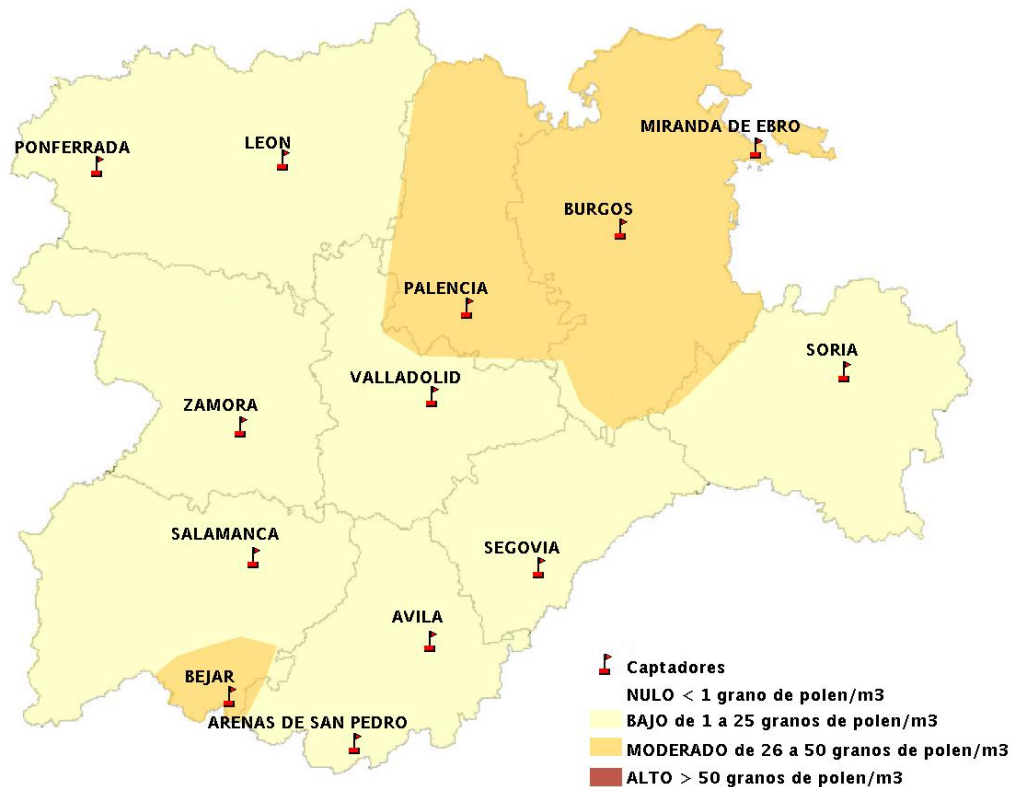 MIRANDA DE EBRO
PONFERRADA
LEON
BURGOS
PALENCIA
SORIA
VALLADOLID
ZAMORA
SALAMANCA
SEGOVIA
AVILA
BEJAR
ARENAS DE SAN PEDRO
Captadores
NULO < 1 grano de polen/m3
BAJO de 1 a 25 granos de polen/m3
MODERADO de 26 a 50 granos de polen/m3
ALTO > 50 granos de polen/m3